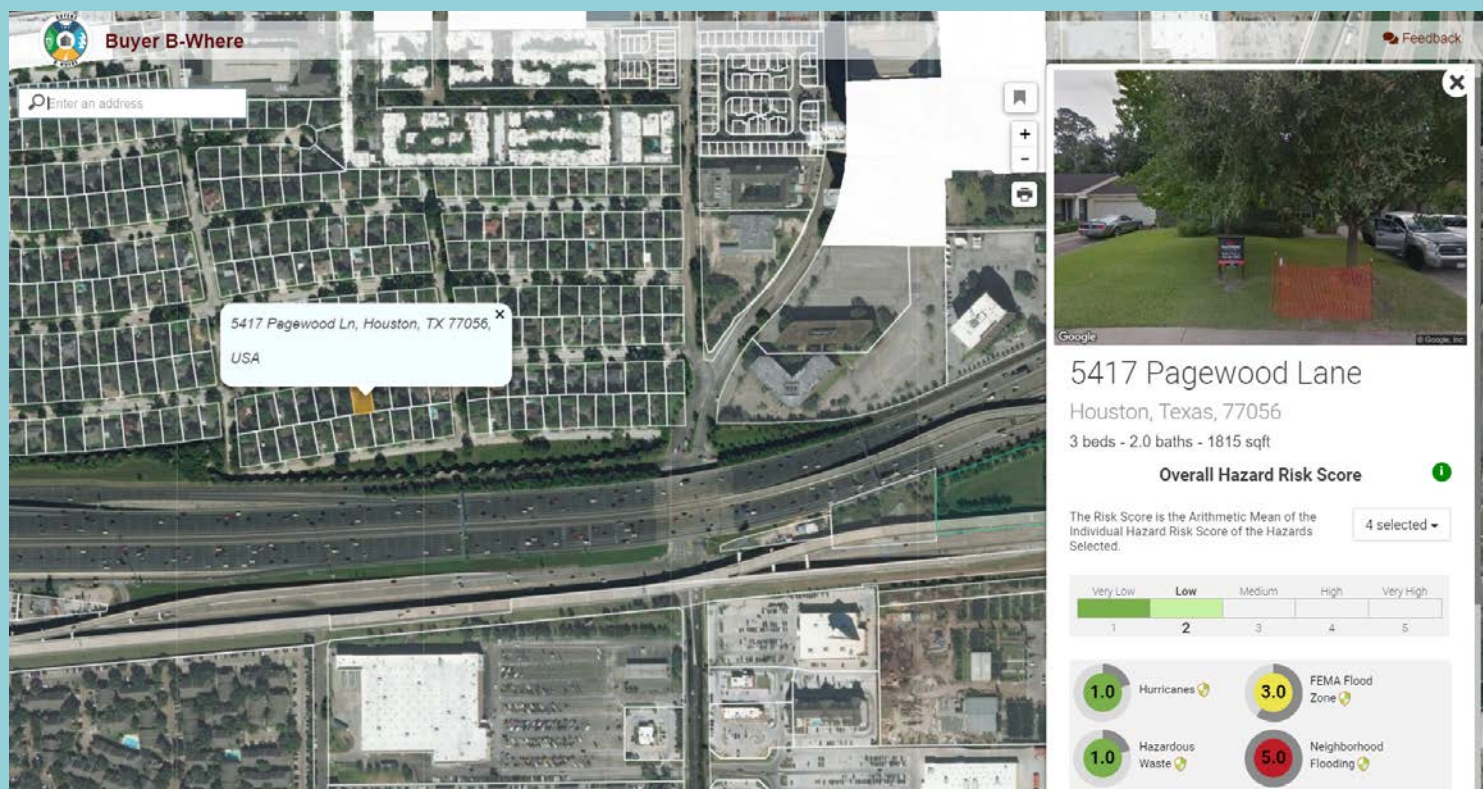 Buyer B-Where
Feedback
Enter an address
+
-
5417 Pagewood Ln, Houston, TX 77056,
USA
Google
© Google, Inc
5417 Pagewood Lane
Houston, Texas, 77056
3 beds - 2.0 baths - 1815 sqft
Overall Hazard Risk Score
The Risk Score is the Arithmetic Mean of the
Individual Hazard Risk Score of the Hazards
Selected.
4 selected
Very Low Low Medium High Very High
1 2 3 4 5
1.0 Hurricanes
3.0 FEMA Flood
Zone
1.0 Hazardous
Waste
5.0 Neighborhood
Flooding